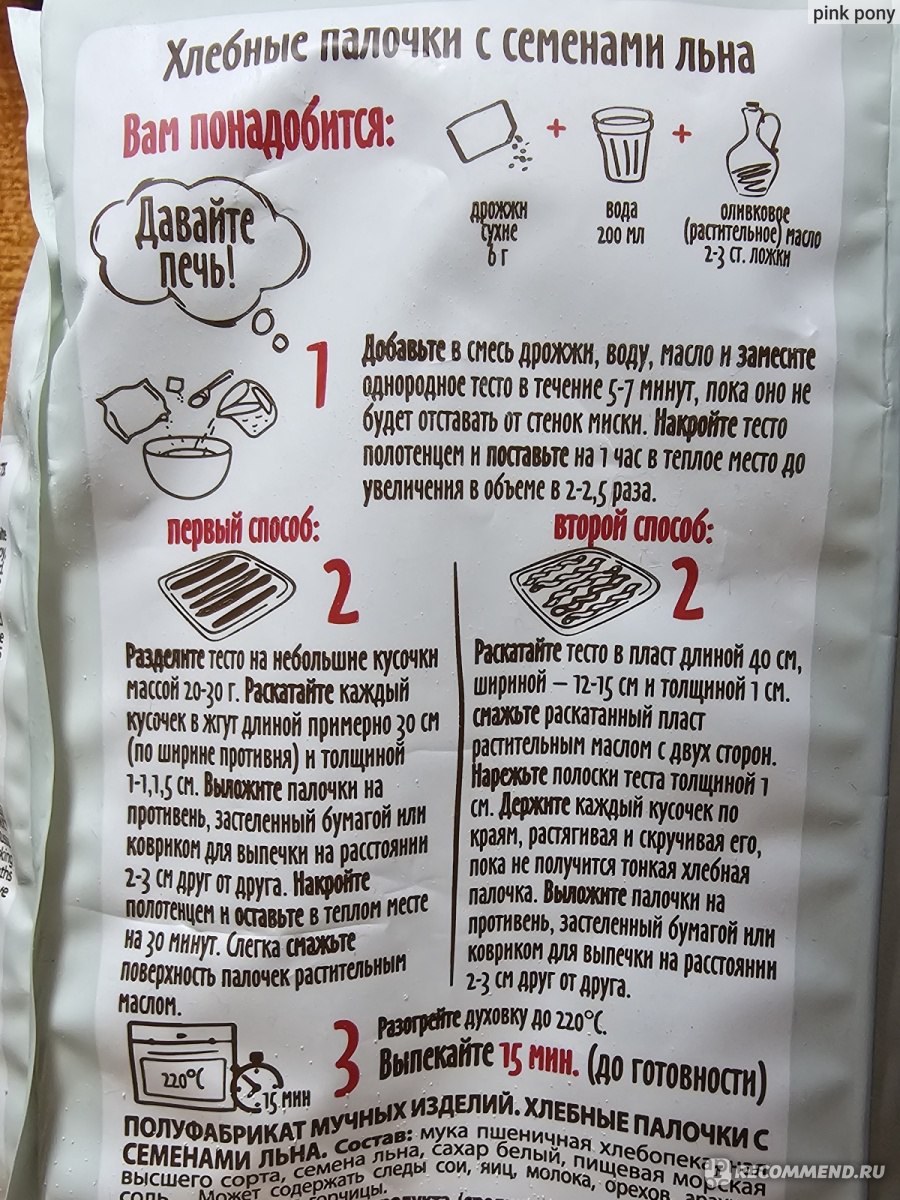 pink pony
Хлебные палочки с семенами льна
Вам понадобится:
+
+
дрожжи
сухие
6 г
вода
200 мл
оливковое
(растительное) масло
2-3 ст. ложки
Давайте
печь!
1
Добавьте в смесь дрожжи, воду, масло и замесите
однородное тесто в течение 5-7 минут, пока оно не
будет отставать от стенок миски. Накройте тесто
полотенцем и поставьте на 1 час в теплое место до
увеличения в объеме в 2-2,5 раза.
первый способ:
2
Разделите тесто на небольшие кусочки
массой 20-30 г. Раскатайте каждый
кусочек в жгут длиной примерно 30 см
(по ширине противня) и толщиной
1-1,1,5 см. Выложите палочки на
противень, застеленный бумагой или
ковриком для выпечки на расстоянии
2-3 см друг от друга. Накройте
полотенцем и оставьте в теплом месте
на 30 минут. Слегка смажьте
поверхность палочек растительным
маслом.
второй способ:
2
Раскатайте тесто в пласт длиной 40 см,
шириной – 12-15 см и толщиной 1 см.
смажьте раскатанный пласт
растительным маслом с двух сторон.
Нарежьте полоски теста толщиной 1
см. Держите каждый кусочек по
краям, растягивая и скручивая его,
пока не получится тонкая хлебная
палочка. Выложите палочки на
противень, застеленный бумагой или
ковриком для выпечки на расстоянии
2-3 см друг от друга.
220°C
15 мин
3
Разогрейте духовку до 220°C.
Выпекайте 15 мин. (до готовности)
ПОЛУФАБРИКАТ МУЧНЫХ ИЗДЕЛИЙ. ХЛЕБНЫЕ ПАЛОЧКИ С
СЕМЕНАМИ ЛЬНА. Состав: мука пшеничная хлебопекарная
высшего сорта, семена льна, сахар белый, пищевая морская
соль. Может содержать следы сои, яиц, молока, орехов,
горчицы.
IRECOMMEND.RU